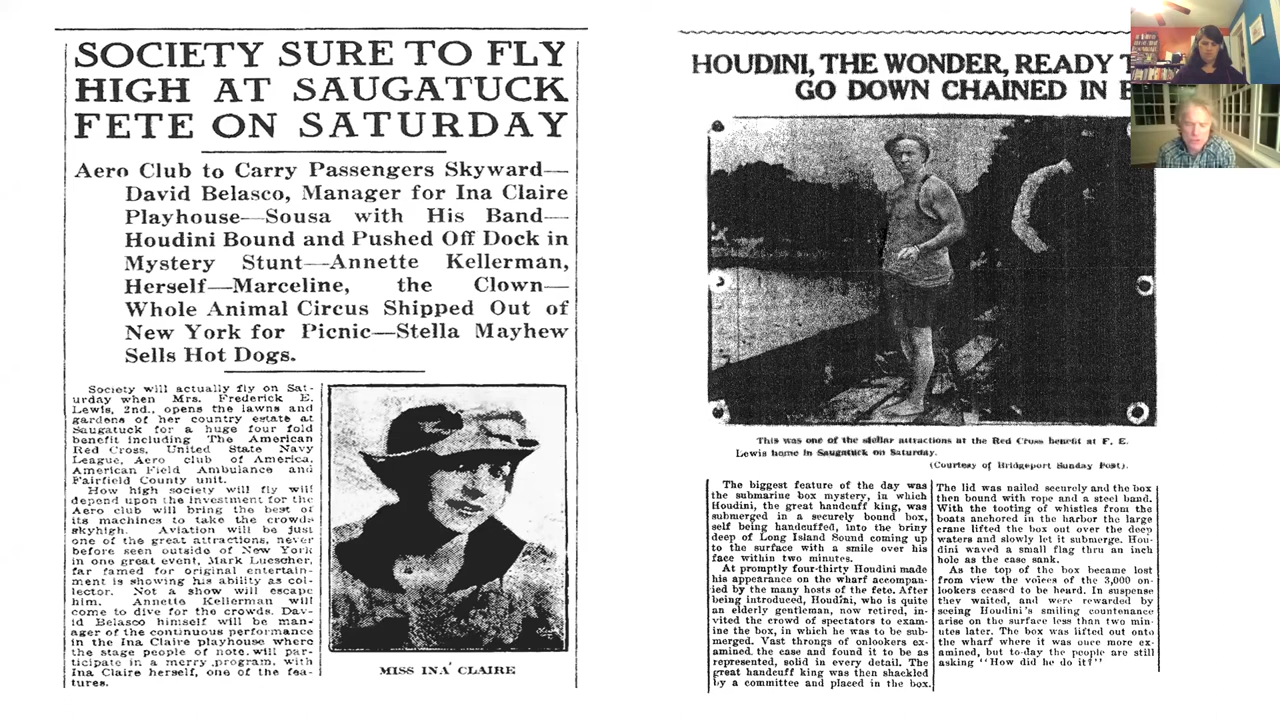 SOCIETY SURE TO FLY
HIGH AT SAUGATUCK
FETE ON SATURDAY
Aero Club to Carry Passengers Skyward—
David Belasco, Manager for Ina Claire
Playhouse—Sousa with His Band—
Houdini Bound and Pushed Off Dock in
Mystery Stunt—Annette Kellerman,
Herself—Marceline, the Clown—
Whole Animal Circus Shipped Out of
New York for Picnic—Stella Mayhew
Sells Hot Dogs.
Society will actually fly on Sat-
urday when Mrs. Frederick E.
Lewis, 2nd., opens the lawns and
gardens of her country estate at
Saugatuck for a huge four fold
benefit including The American
Red Cross, United State Navy
League, Aero club of America,
American Field Ambulance and
Fairfield County unit.
How high society will fly will
depend upon the investment for the
Aero club will bring the best of
its machines to take the crowds
skyhigh. Aviation will be just
one of the great attractions, never
before seen outside of New York
in one great event, Mark Luescher,
far famed for original entertain-
ment is showing his ability as col-
lector. Not a show will escape
him. Annette Kellerman will
come to dive for the crowds. Dav-
id Belasco himself will be man-
ager of the continuous performance
in the Ina Claire playhouse where
the stage people of note will par-
ticipate in a merry program, with
Ina Claire herself, one of the fea-
tures.
MISS INA CLAIRE
HOUDINI, THE WONDER, READY
GO DOWN CHAINED IN
This was one of the stellar attractions at the Red Cross benefit at F. E.
Lewis home in Saugatuck on Saturday.
(Courtesy of Bridgeport Sunday Post).
The biggest feature of the day was
the submarine box mystery, in which
Houdini, the great handcuff king, was
submerged in a securely bound box,
self being handcuffed, into the briny
deep of Long Island Sound coming up
to the surface with a smile over his
face within two minutes.
At promptly four-thirty Houdini made
his appearance on the wharf accompan-
ied by the many hosts of the fete. After
being introduced, Houdini, who is quite
an elderly gentleman, now retired, in-
vited the crowd of spectators to exam-
ine the box, in which he was to be sub-
merged. Vast throngs of onlookers ex-
amined the case and found it to be as
represented, solid in every detail. The
great handcuff king was then shackled
by a committee and placed in the box.
The lid was nailed securely and the box
then bound with rope and a steel band.
With the tooting of whistles from the
boats anchored in the harbor the large
crane lifted the box out over the deep
waters and slowly let it submerge. Hou-
dini waved a small flag thru an inch
hole as the case sank.
As the top of the box became lost
from view the voices of the 3,000 on-
lookers ceased to be heard. In suspense
they waited, and were rewarded by
seeing Houdini's smiling countenance
arise on the surface less than two min-
utes later. The box was lifted out onto
the wharf where it was once more ex-
amined, but to-day the people are still
asking "How did he do it?"